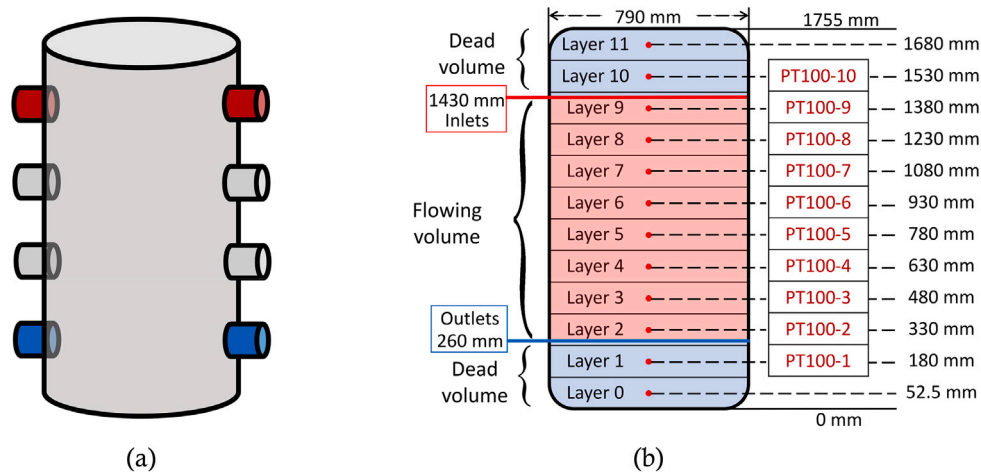 790 mm
1755 mm
Dead
volume
Layer 11
1680 mm
Layer 10
PT100-10
1530 mm
1430 mm
Inlets
Layer 9
PT100-9
1380 mm
Layer 8
PT100-8
1230 mm
Layer 7
PT100-7
1080 mm
Flowing
volume
Layer 6
PT100-6
930 mm
Layer 5
PT100-5
780 mm
Layer 4
PT100-4
630 mm
Layer 3
PT100-3
480 mm
Outlets
260 mm
Layer 2
PT100-2
330 mm
Dead
volume
Layer 1
PT100-1
180 mm
Layer 0
52.5 mm
0 mm
(a)
(b)